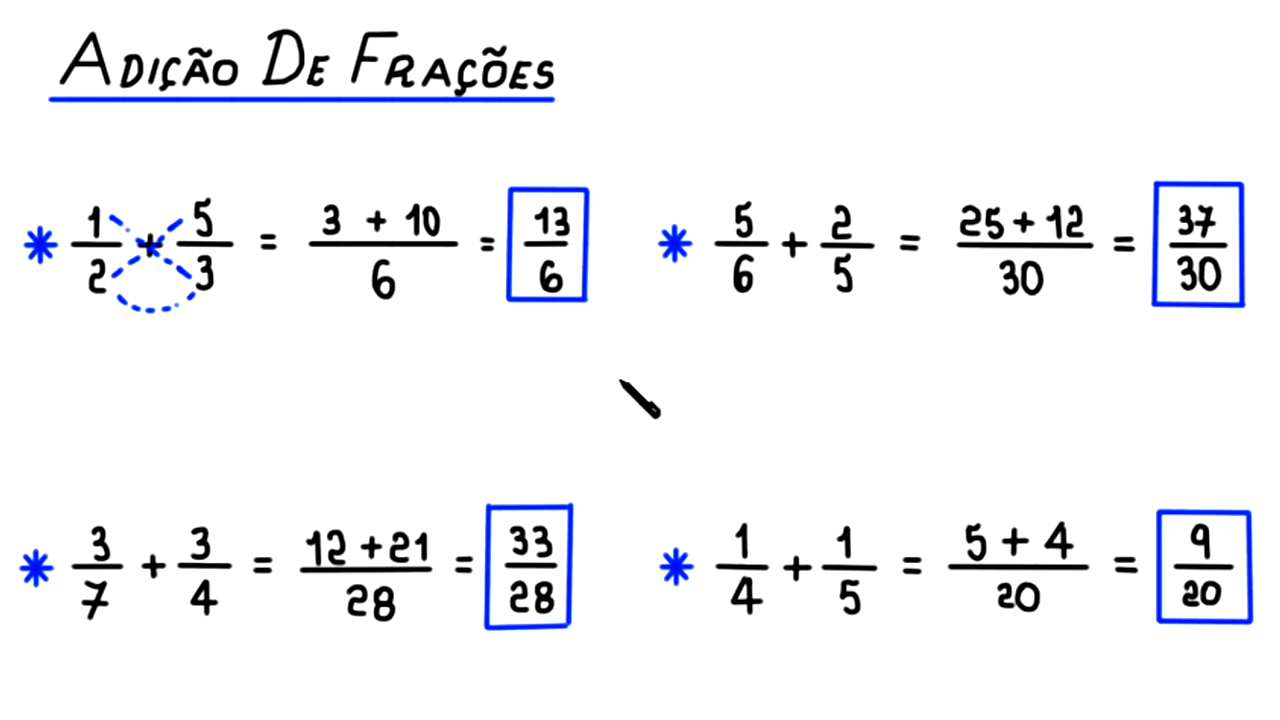 ADIÇÃO DE FRAÇÕES
* 1/2 + 5/3 = (3 + 10)/6 = 13/6
* 5/6 + 2/5 = (25 + 12)/30 = 37/30
* 3/7 + 3/4 = (12 + 21)/28 = 33/28
* 1/4 + 1/5 = (5 + 4)/20 = 9/20